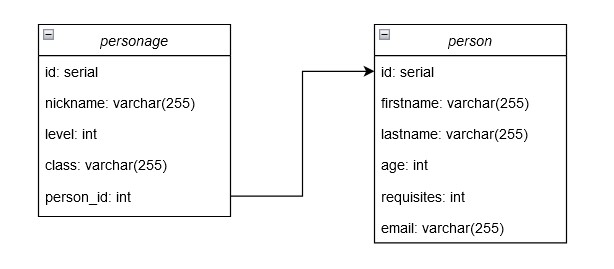 personage
id: serial
nickname: varchar(255)
level: int
class: varchar(255)
person_id: int
person
id: serial
firstname: varchar(255)
lastname: varchar(255)
age: int
requisites: int
email: varchar(255)